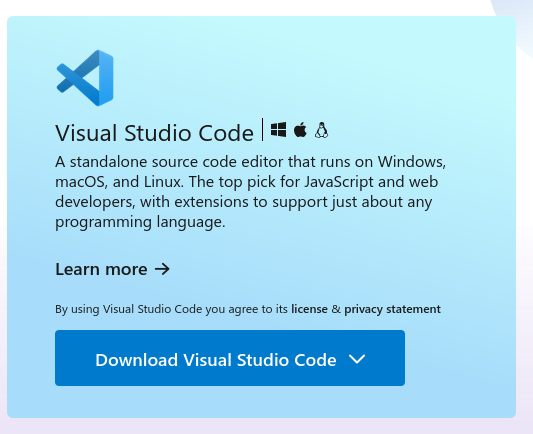 Visual Studio Code
A standalone source code editor that runs on Windows,
macOS, and Linux. The top pick for JavaScript and web
developers, with extensions to support just about any
programming language.
Learn more →
By using Visual Studio Code you agree to its license & privacy statement
Download Visual Studio Code